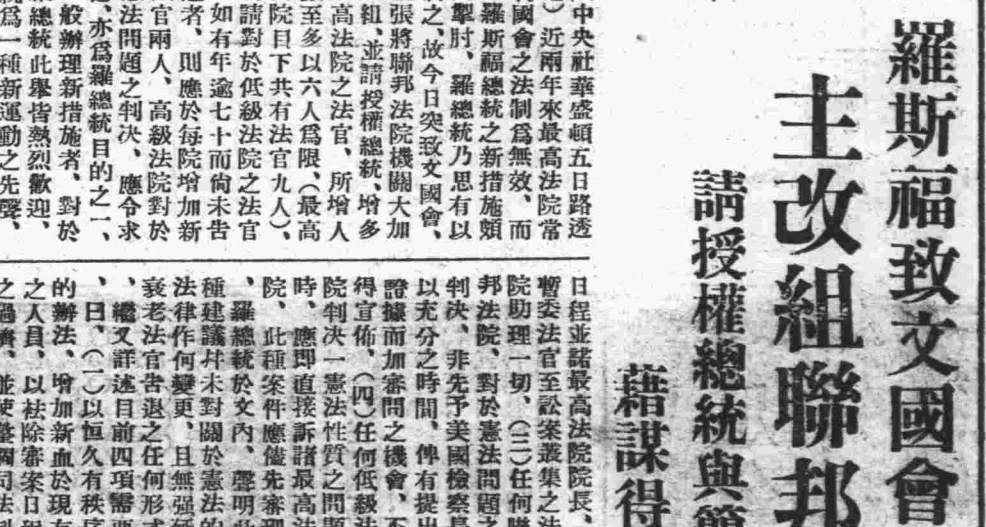 羅斯福致文國會
主改組聯邦
請授權總統與
藉謀得
中央社華盛頓五日路透
近兩年來最高法院常
國會之法制爲無效、而
羅斯福總統之新措施頗
掣肘、羅總統乃思有以
之、故今日突致文國會、
張將聯邦法院機關大加
組、並請授權總統、增多
高法院之法官、所增人
至多以六人爲限、(最高
院目下共有法官九人)、
請對於低級法院之法官
如有年逾七十而尙未告
者、則應於每院增加新
官兩人、高級法院對於
法問題之判决、應令求
、亦爲羅總統目的之一、
般辦理新措施者、對於
總統此舉皆熱烈歡迎、
爲一種新運動之先聲、
日程並諸最高法院院長、
暫委法官至訟案叢集之法
院助理一切、(三)任何聯
邦法院、對於憲法問題之
判决、非先予美國檢察長
以充分之時間、俾有提出
證據而加審問之機會、不
得宣佈、(四)任何低級法
院判决一憲法性質之問題
時、應即直接訴諸最高法
院、此種案件應儘先審理
、羅總統於文內、聲明此
種建議幷未對關於憲法的
法律作何變更、且無强
衰老法官吿退之任何形式
、繼又詳述目前四項需要
、曰、(一)以恒久有秩序
的辦法、增加新血於現有
之人員、以祛除審案日
之過濟、並使整個司法